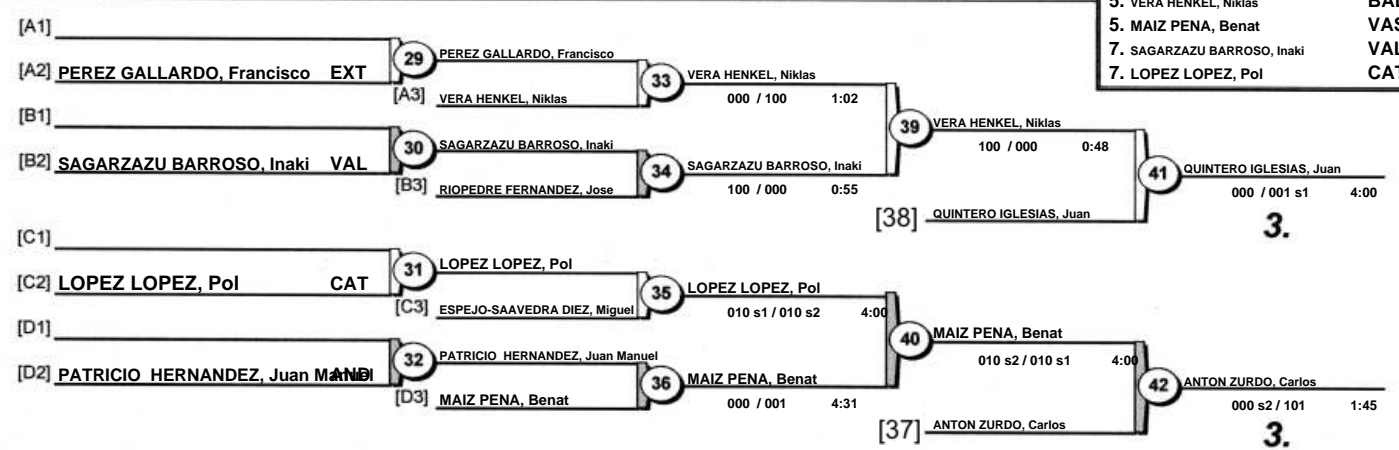 5. VERA HENKEL, Niklas
5. MAIZ PENA, Benat
7. SAGARZAZU BARROSO, Inaki VAL
7. LOPEZ LOPEZ, Pol
[A1]
[A2] PEREZ GALLARDO, Francisco EXT
29
PEREZ GALLARDO, Francisco
[A3] VERA HENKEL, Niklas
33
VERA HENKEL, Niklas
000 / 100 1:02
[B1]
[B2] SAGARZAZU BARROSO, Inaki VAL
30
SAGARZAZU BARROSO, Inaki
[B3] RIOPEDRE FERNANDEZ, Jose
34
SAGARZAZU BARROSO, Inaki
100 / 000 0:55
39
VERA HENKEL, Niklas
100 / 000 0:48
[38] QUINTERO IGLESIAS, Juan
41
QUINTERO IGLESIAS, Juan
000 / 001 s1 4:00
3.
[C1]
[C2] LOPEZ LOPEZ, Pol CAT
31
LOPEZ LOPEZ, Pol
[C3] ESPEJO-SAAVEDRA DIEZ, Miguel
35
LOPEZ LOPEZ, Pol
010 s1 / 010 s2 4:00
[D1]
[D2] PATRICIO HERNANDEZ, Juan Manuel AND
32
PATRICIO HERNANDEZ, Juan Manuel
[D3] MAIZ PENA, Benat
36
MAIZ PENA, Benat
000 / 001 4:31
40
MAIZ PENA, Benat
010 s2 / 010 s1 4:00
[37] ANTON ZURDO, Carlos
42
ANTON ZURDO, Carlos
000 s2 / 101 1:45
3.